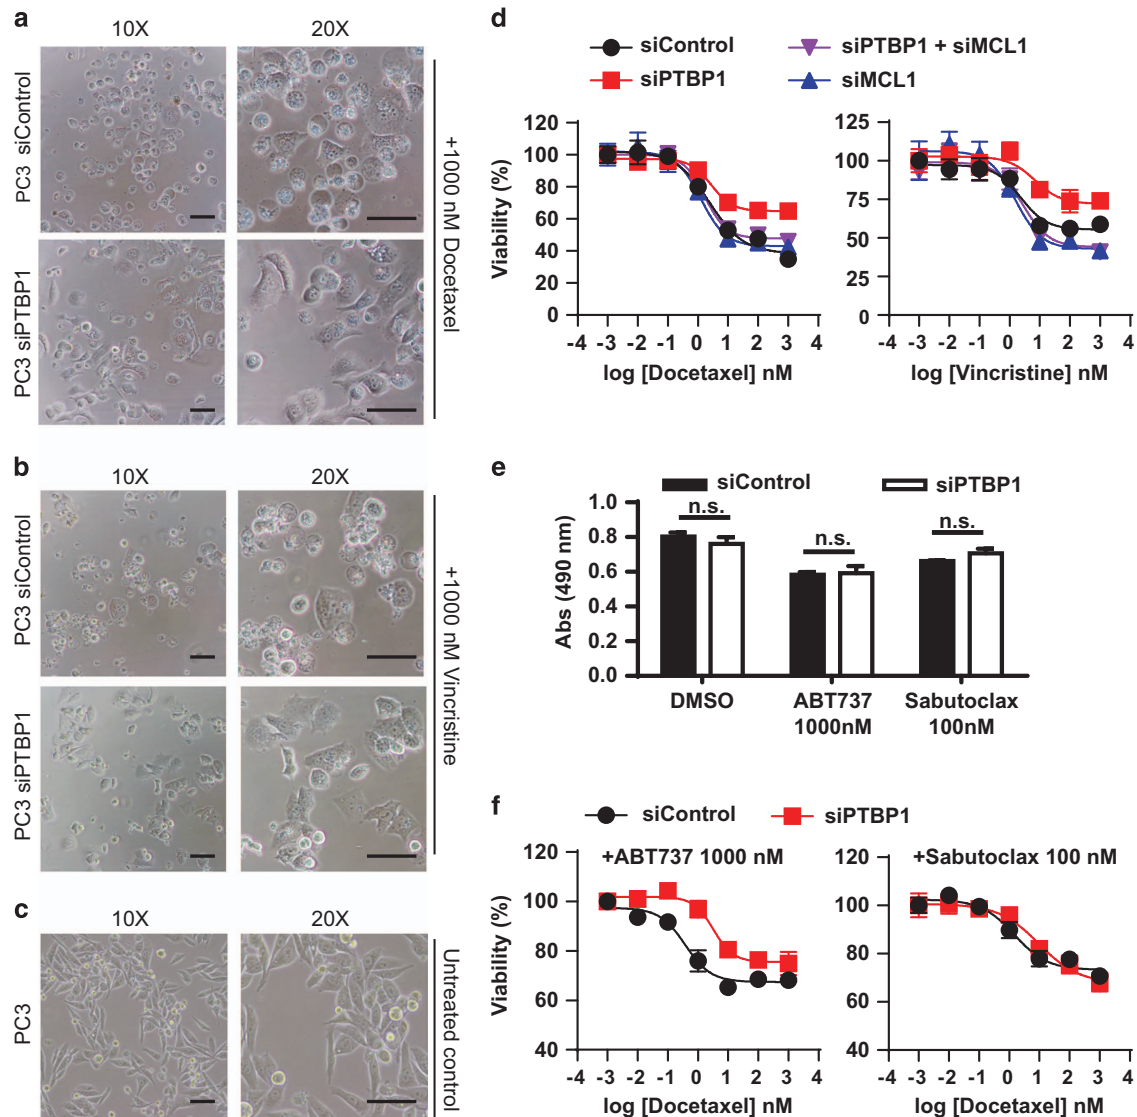 a
10X
20X
PC3 siControl
PC3 siPTBP1
+1000 nM Docetaxel
b
10X
20X
PC3 siControl
PC3 siPTBP1
+1000 nM Vincristine
c
10X
20X
PC3
Untreated control
d
siControl
siPTBP1 + siMCL1
siPTBP1
siMCL1
Viability (%)
120
100
80
60
40
20
0
-4 -3 -2 -1 0 1 2 3 4
log [Docetaxel] nM
125
100
75
50
25
0
-4 -3 -2 -1 0 1 2 3 4
log [Vincristine] nM
e
siControl
siPTBP1
Abs (490 nm)
1.0
0.8
0.6
0.4
0.2
0.0
n.s.
n.s.
n.s.
DMSO
ABT737
1000nM
Sabutoclax
100nM
f
siControl
siPTBP1
Viability (%)
120
100
80
60
40
+ABT737 1000 nM
-4 -3 -2 -1 0 1 2 3 4
log [Docetaxel] nM
120
100
80
60
40
+Sabutoclax 100 nM
-4 -3 -2 -1 0 1 2 3 4
log [Docetaxel] nM